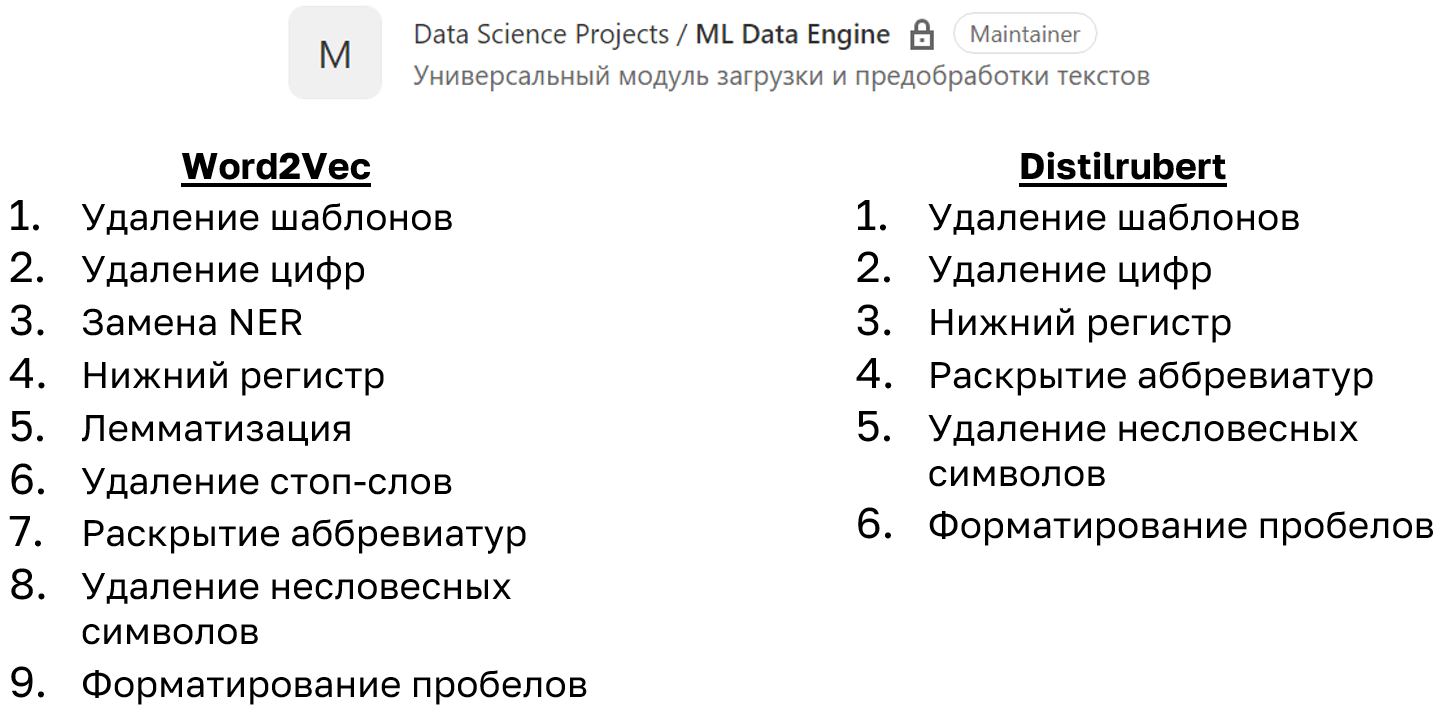 M
Data Science Projects / ML Data Engine Maintainer
Универсальный модуль загрузки и предобработки текстов
Word2Vec
1. Удаление шаблонов
2. Удаление цифр
3. Замена NER
4. Нижний регистр
5. Лемматизация
6. Удаление стоп-слов
7. Раскрытие аббревиатур
8. Удаление несловесных
символов
9. Форматирование пробелов
Distilrubert
1. Удаление шаблонов
2. Удаление цифр
3. Нижний регистр
4. Раскрытие аббревиатур
5. Удаление несловесных
символов
6. Форматирование пробелов